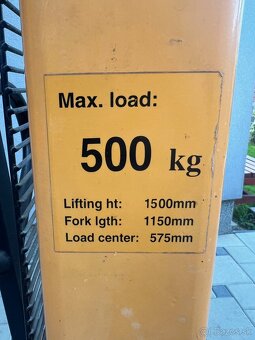 Max. load:
500 kg
Lifting ht: 1500mm
Fork lgth: 1150mm
Load center: 575mm